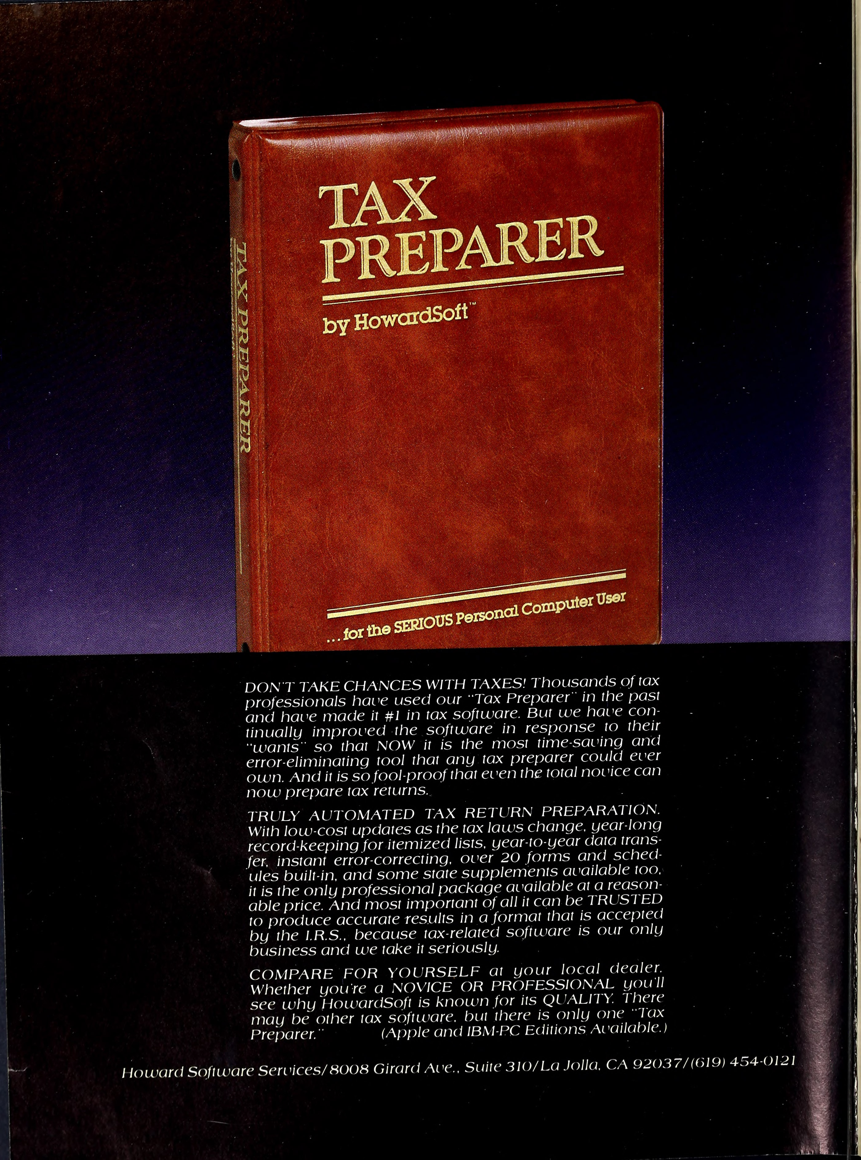 TAX
PREPARER
by HowardSoft™
TAX PREPARER
...for the SERIOUS Personal Computer User
DON'T TAKE CHANCES WITH TAXES! Thousands of tax
professionals have used our "Tax Preparer" in the past
and have made it #1 in tax software. But we have con-
tinually improved the software in response to their
"wants" so that NOW it is the most time-saving and
error-eliminating tool that any tax preparer could ever
own. And it is so fool-proof that even the total novice can
now prepare tax returns.
TRULY AUTOMATED TAX RETURN PREPARATION.
With low-cost updates as the tax laws change, year-long
record-keeping for itemized lists, year-to-year data trans-
fer, instant error-correcting, over 20 forms and sched-
ules built-in, and some state supplements available too,
it is the only professional package available at a reason-
able price. And most important of all it can be TRUSTED
to produce accurate results in a format that is accepted
by the I.R.S., because tax-related software is our only
business and we take it seriously.
COMPARE FOR YOURSELF at your local dealer.
Whether you're a NOVICE OR PROFESSIONAL you'll
see why HowardSoft is known for its QUALITY. There
may be other tax software, but there is only one "Tax
Preparer." (Apple and IBM-PC Editions Available.)
Howard Software Services/8008 Girard Ave., Suite 310/La Jolla, CA 92037/(619) 454-0121